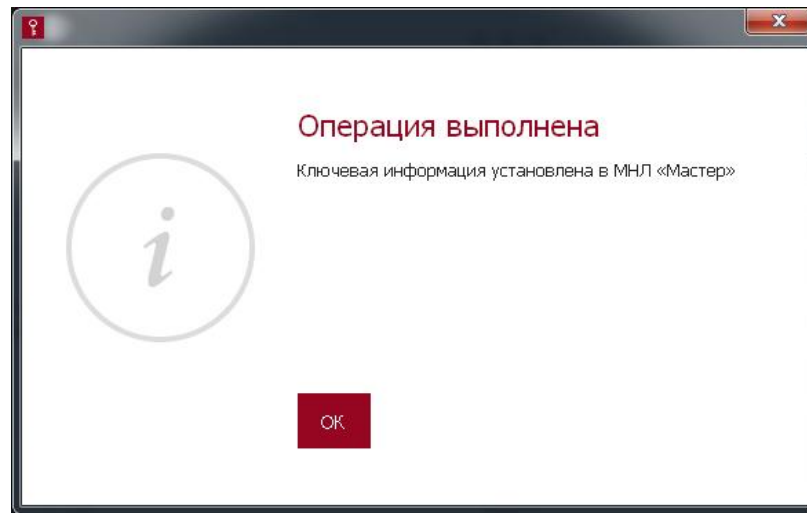 Операция выполнена
Ключевая информация установлена в МНЛ «Мастер»
ОК